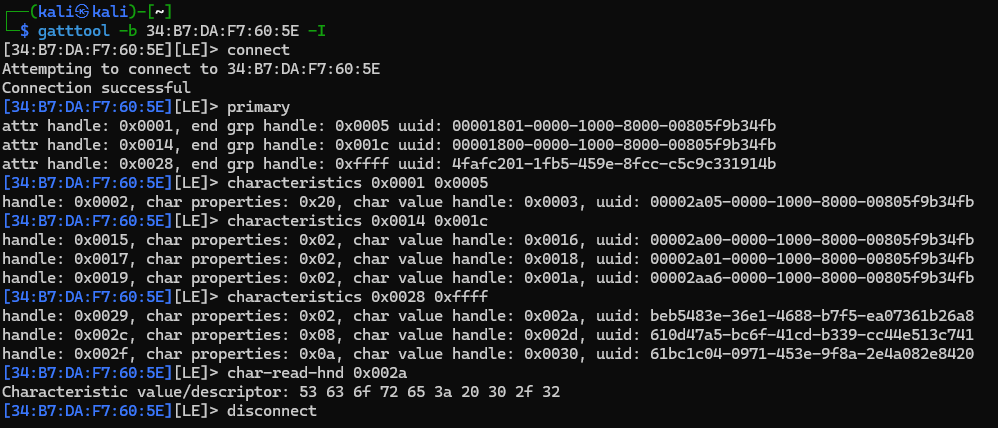 ┌──(kali㉿kali)-[~]
└─$ gatttool -b 34:B7:DA:F7:60:5E -I
[34:B7:DA:F7:60:5E][LE]> connect
Attempting to connect to 34:B7:DA:F7:60:5E
Connection successful
[34:B7:DA:F7:60:5E][LE]> primary
attr handle: 0x0001, end grp handle: 0x0005 uuid: 00001801-0000-1000-8000-00805f9b34fb
attr handle: 0x0014, end grp handle: 0x001c uuid: 00001800-0000-1000-8000-00805f9b34fb
attr handle: 0x0028, end grp handle: 0xffff uuid: 4fafc201-1fb5-459e-8fcc-c5c9c331914b
[34:B7:DA:F7:60:5E][LE]> characteristics 0x0001 0x0005
handle: 0x0002, char properties: 0x20, char value handle: 0x0003, uuid: 00002a05-0000-1000-8000-00805f9b34fb
[34:B7:DA:F7:60:5E][LE]> characteristics 0x0014 0x001c
handle: 0x0015, char properties: 0x02, char value handle: 0x0016, uuid: 00002a00-0000-1000-8000-00805f9b34fb
handle: 0x0017, char properties: 0x02, char value handle: 0x0018, uuid: 00002a01-0000-1000-8000-00805f9b34fb
handle: 0x0019, char properties: 0x02, char value handle: 0x001a, uuid: 00002aa6-0000-1000-8000-00805f9b34fb
[34:B7:DA:F7:60:5E][LE]> characteristics 0x0028 0xffff
handle: 0x0029, char properties: 0x02, char value handle: 0x002a, uuid: beb5483e-36e1-4688-b7f5-ea07361b26a8
handle: 0x002c, char properties: 0x08, char value handle: 0x002d, uuid: 610d47a5-bc6f-41cd-b339-cc44e513c741
handle: 0x002f, char properties: 0x0a, char value handle: 0x0030, uuid: 61bc1c04-0971-453e-9f8a-2e4a082e8420
[34:B7:DA:F7:60:5E][LE]> char-read-hnd 0x002a
Characteristic value/descriptor: 53 63 6f 72 65 3a 20 30 2f 32
[34:B7:DA:F7:60:5E][LE]> disconnect